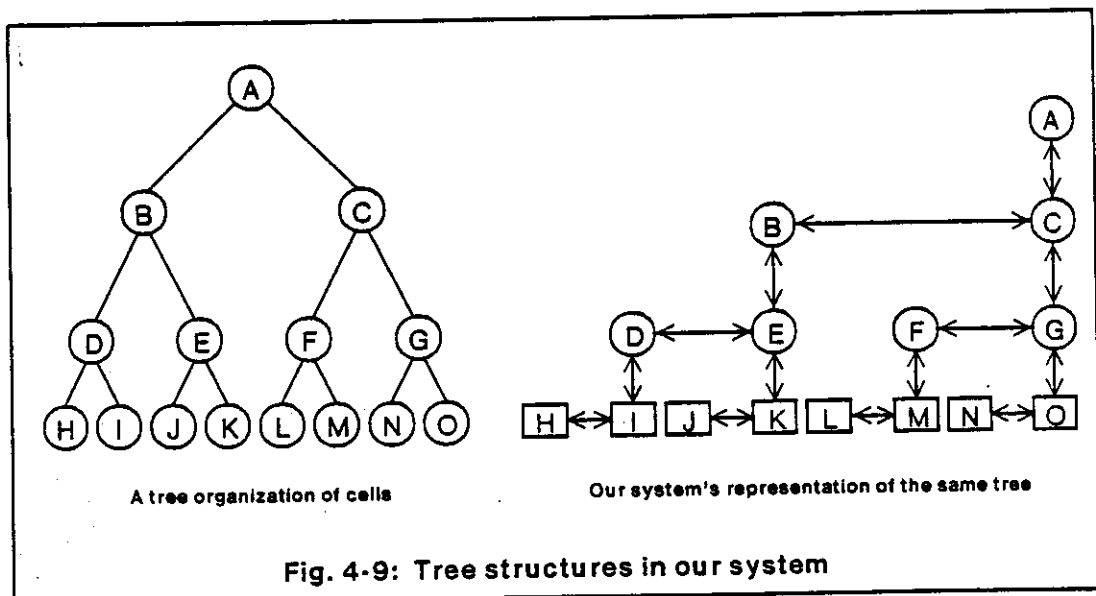 A
B C
D E F G
H I J K L M N O
A tree organization of cells
A
B C
D E F G
H I J K L M N O
Our system's representation of the same tree
Fig. 4-9: Tree structures in our system